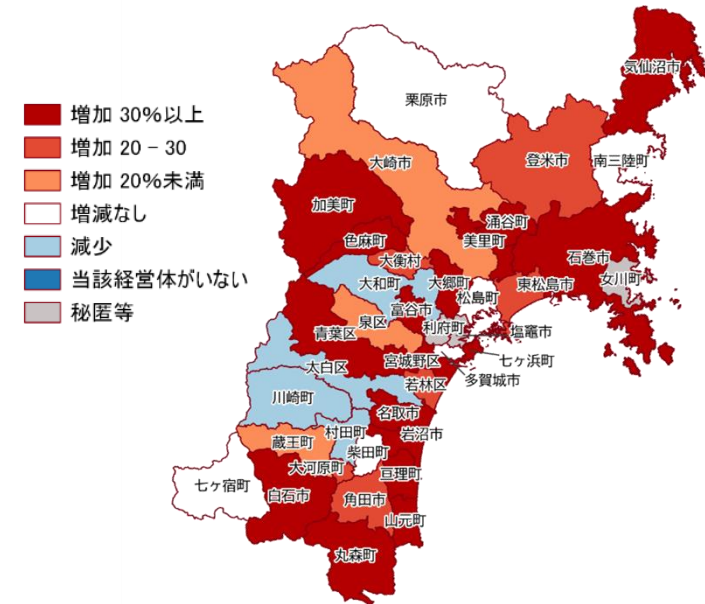 増加 30%以上
増加 20－30
増加 20%未満
増減なし
減少
当該経営体がいない
秘匿等
気仙沼市
栗原市
登米市
南三陸町
大崎市
加美町
涌谷町
色麻町
美里町
石巻市
大衡村
女川町
大和町
大郷町
東松島市
松島町
富谷市
利府町
塩竈市
青葉区
泉区
宮城野区
七ヶ浜町
太白区
多賀城市
若林区
川崎町
名取市
村田町
岩沼市
蔵王町
柴田町
大河原町
亘理町
七ヶ宿町
白石市
角田市
山元町
丸森町